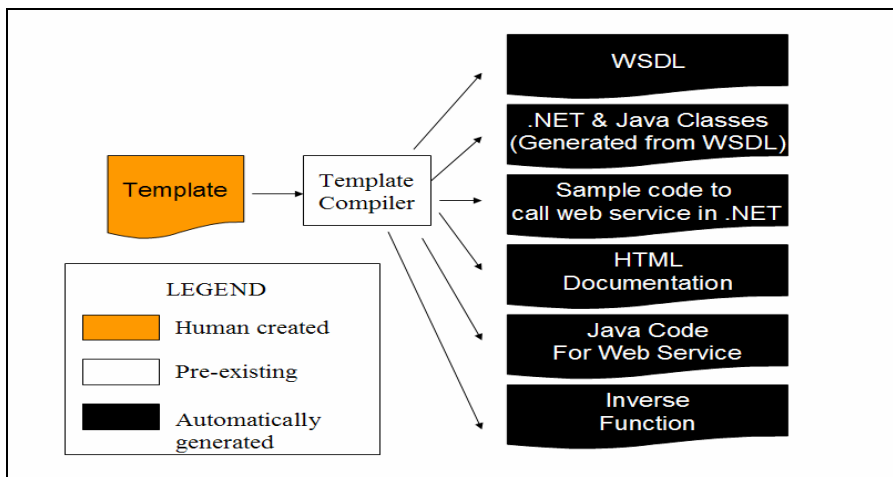 Template
Template
Compiler
WSDL
.NET & Java Classes
(Generated from WSDL)
Sample code to
call web service in .NET
HTML
Documentation
Java Code
For Web Service
Inverse
Function
LEGEND
Human created
Pre-existing
Automatically
generated